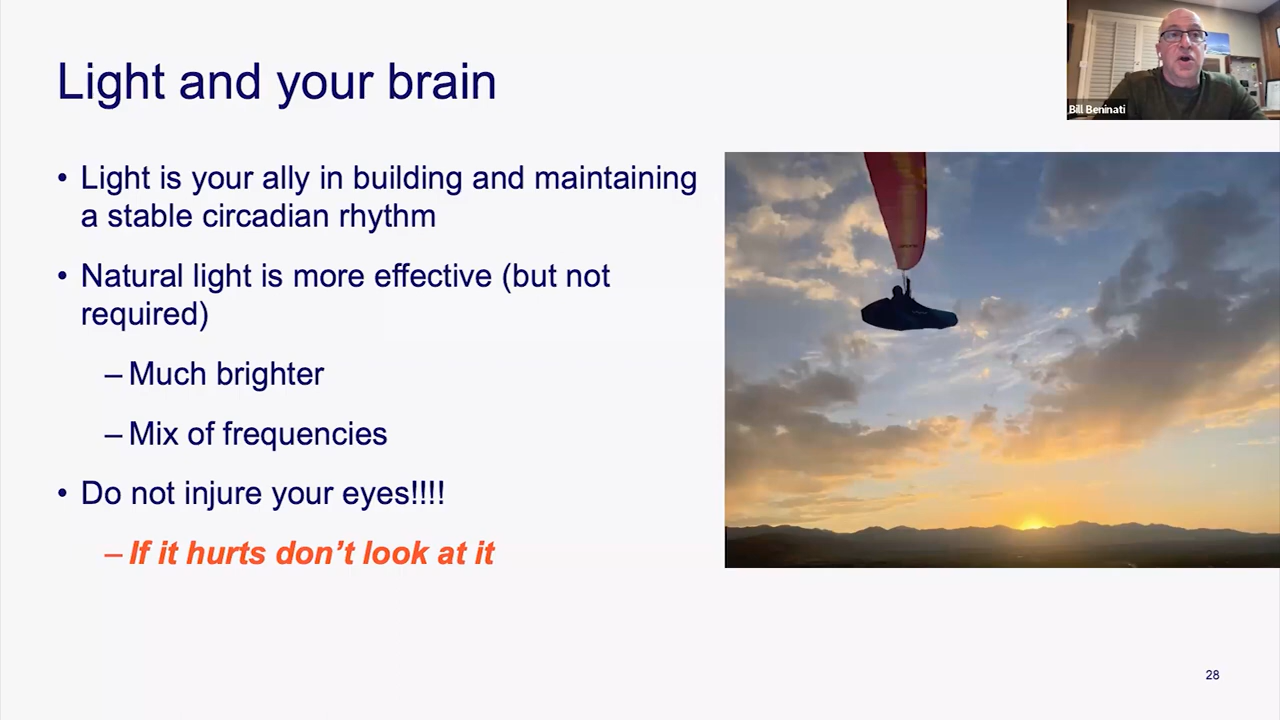 Light and your brain
Bill Beninati
• Light is your ally in building and maintaining
a stable circadian rhythm
• Natural light is more effective (but not
required)
– Much brighter
– Mix of frequencies
• Do not injure your eyes!!!!
– If it hurts don’t look at it
28